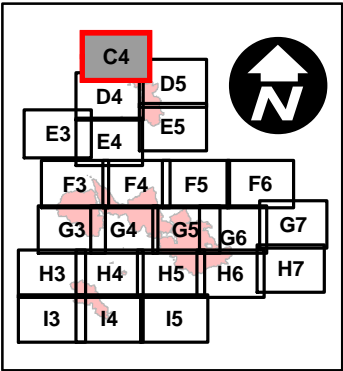 C4
D4 D5
E3 E4 E5
F3 F4 F5 F6
G3 G4 G5 G6 G7
H3 H4 H5 H6 H7
I3 I4 I5
N